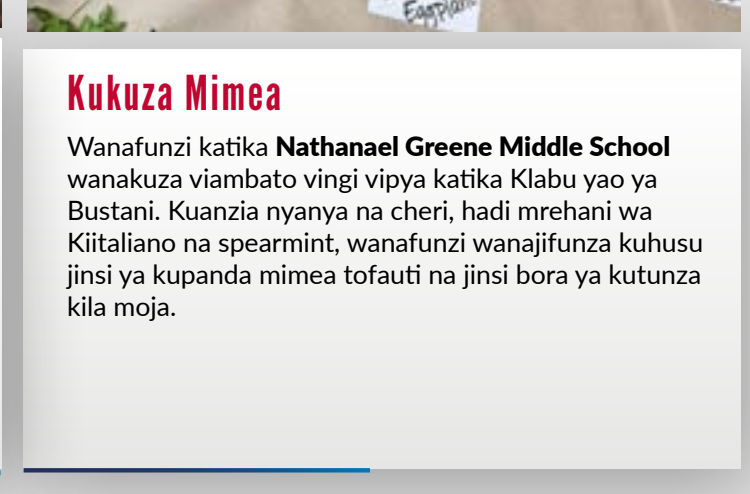 Eggplant
Kukuza Mimea
Wanafunzi katika Nathanael Greene Middle School
wanakuza viambato vingi vipya katika Klabu yao ya
Bustani. Kuanzia nyanya na cheri, hadi mrehani wa
Kiitaliano na spearmint, wanafunzi wanajifunza kuhusu
jinsi ya kupanda mimea tofauti na jinsi bora ya kutunza
kila moja.